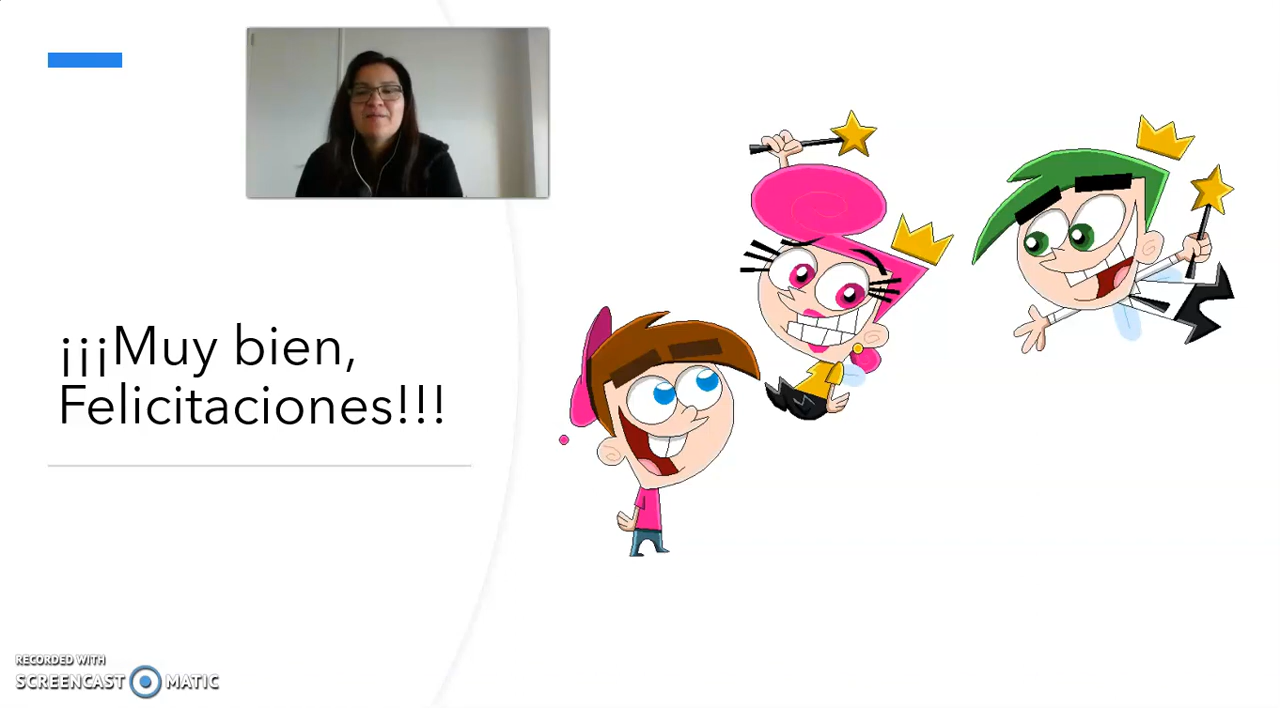 ¡¡¡Muy bien,
Felicitaciones!!!
RECORDED WITH
SCREENCAST MATIC